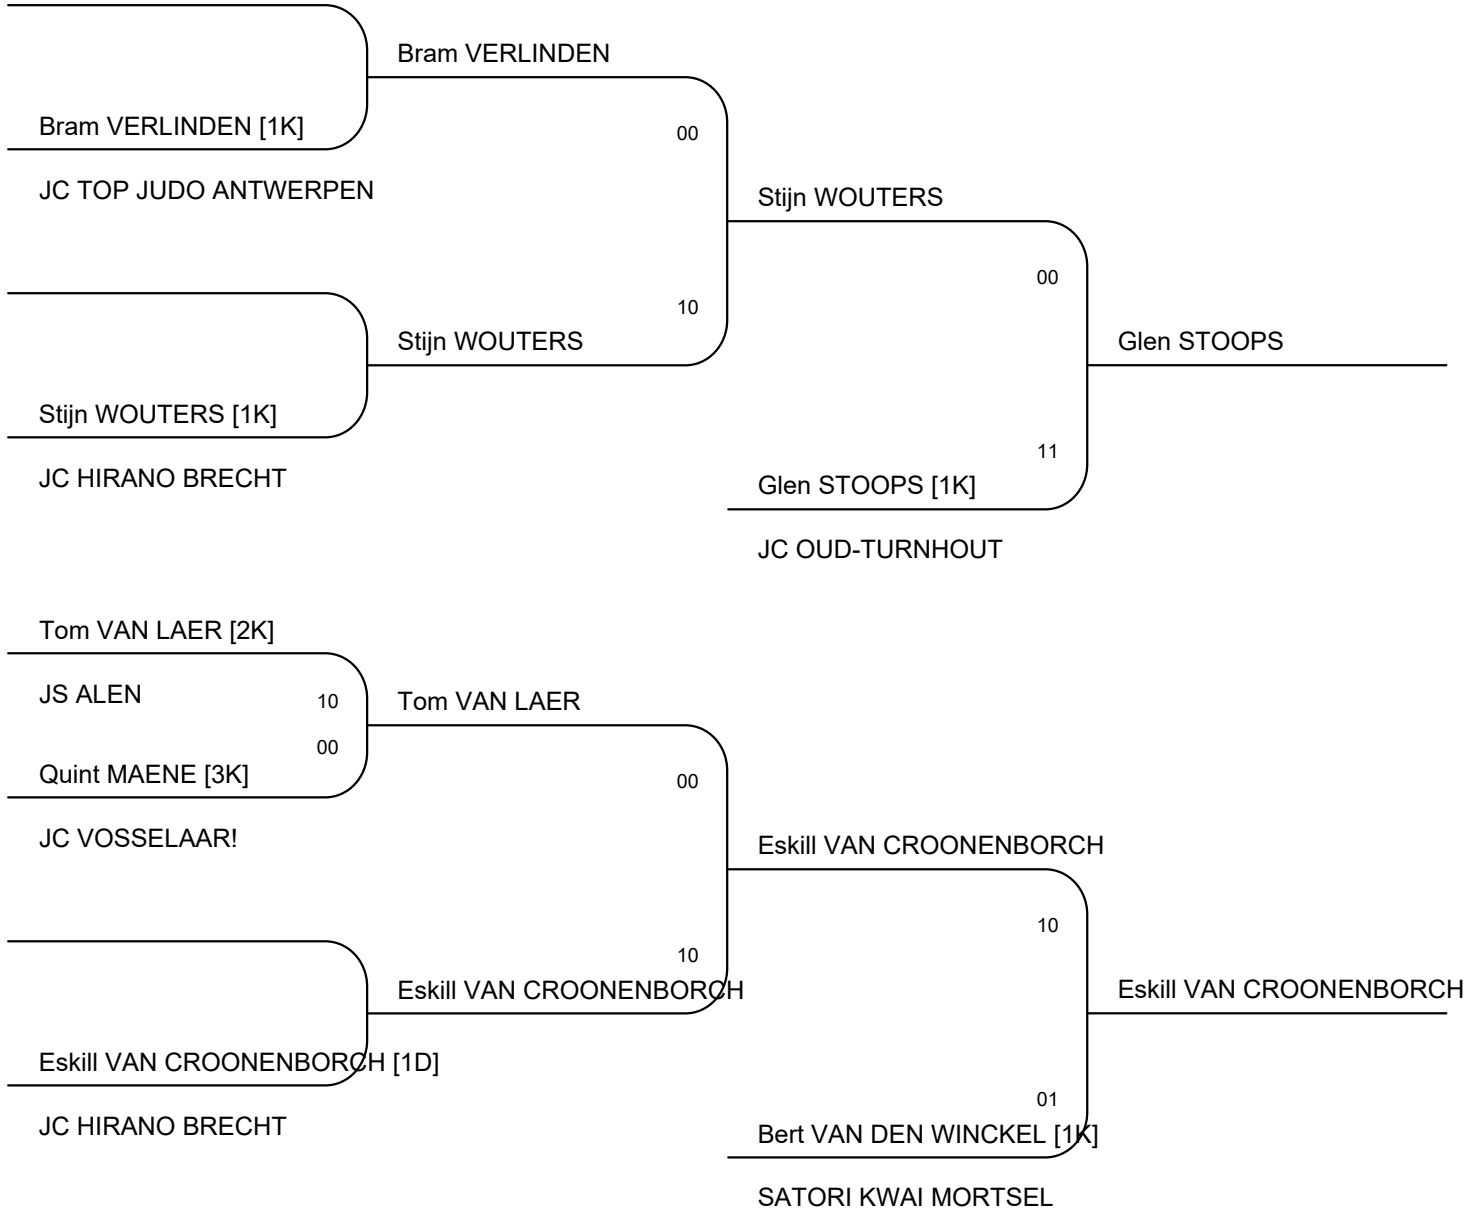 Bram VERLINDEN
Bram VERLINDEN [1K]
00
JC TOP JUDO ANTWERPEN
Stijn WOUTERS
00
10
Stijn WOUTERS
Glen STOOPS
Stijn WOUTERS [1K]
11
JC HIRANO BRECHT
Glen STOOPS [1K]
JC OUD-TURNHOUT
Tom VAN LAER [2K]
JS ALEN
10
Tom VAN LAER
00
Quint MAENE [3K]
00
JC VOSSELAAR!
Eskill VAN CROONENBORCH
10
10
Eskill VAN CROONENBORCH
Eskill VAN CROONENBORCH
Eskill VAN CROONENBORCH [1D]
01
JC HIRANO BRECHT
Bert VAN DEN WINCKEL [1K]
SATORI KWAI MORTSEL